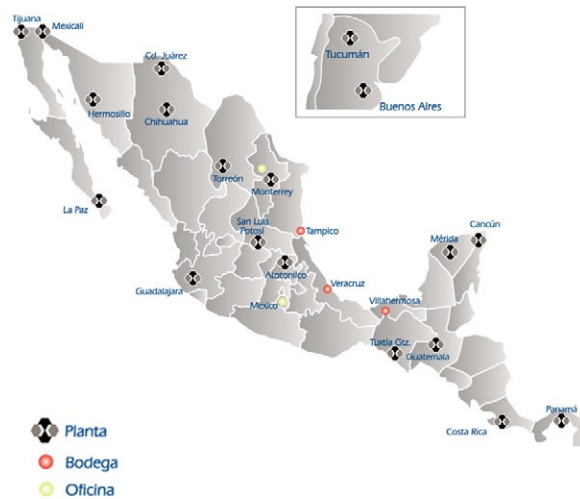 Tijuana
Mexicali
Cd. Juárez
Tucumán
Buenos Aires
Hermosillo
Chihuahua
Torreón
Monterrey
La Paz
San Luis
Potosí
Tampico
Cancún
Mérida
Atotonilco
Guadalajara
Veracruz
Mexico
Villahermosa
Tuxtla Gtz.
Guatemala
Costa Rica
Panamá
Planta
Bodega
Oficina